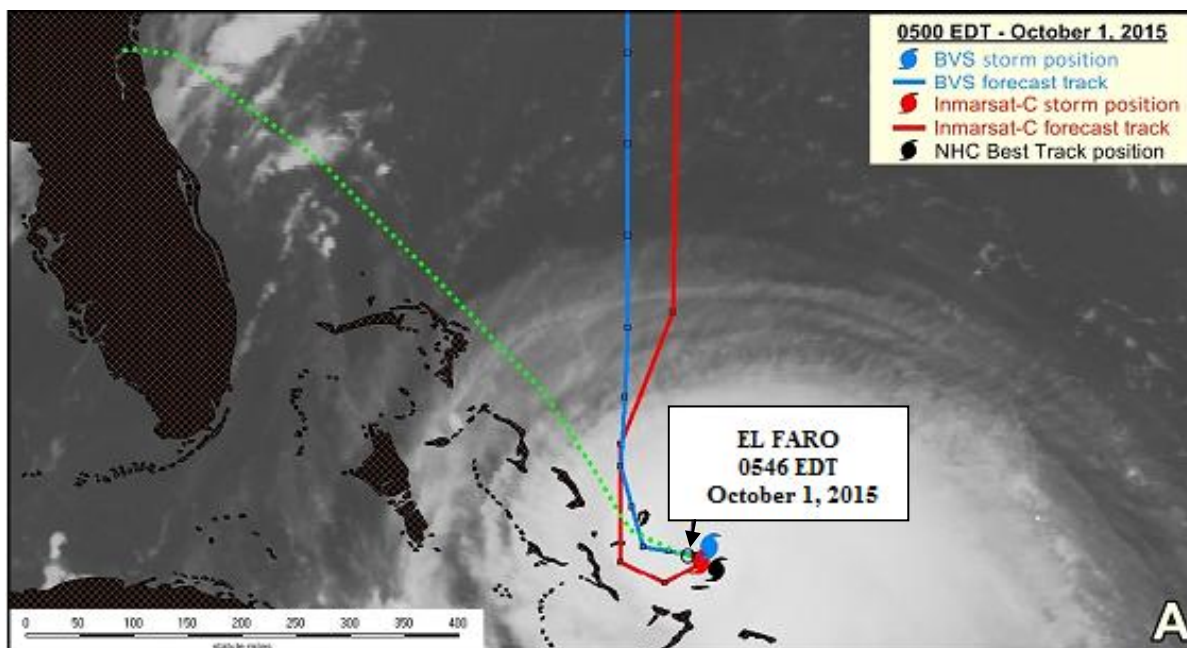 0500 EDT - October 1, 2015
BVS storm position
BVS forecast track
Inmarsat-C storm position
Inmarsat-C forecast track
NHC Best Track position
EL FARO
0546 EDT
October 1, 2015
0 50 100 150 200 250 300 350 400
A